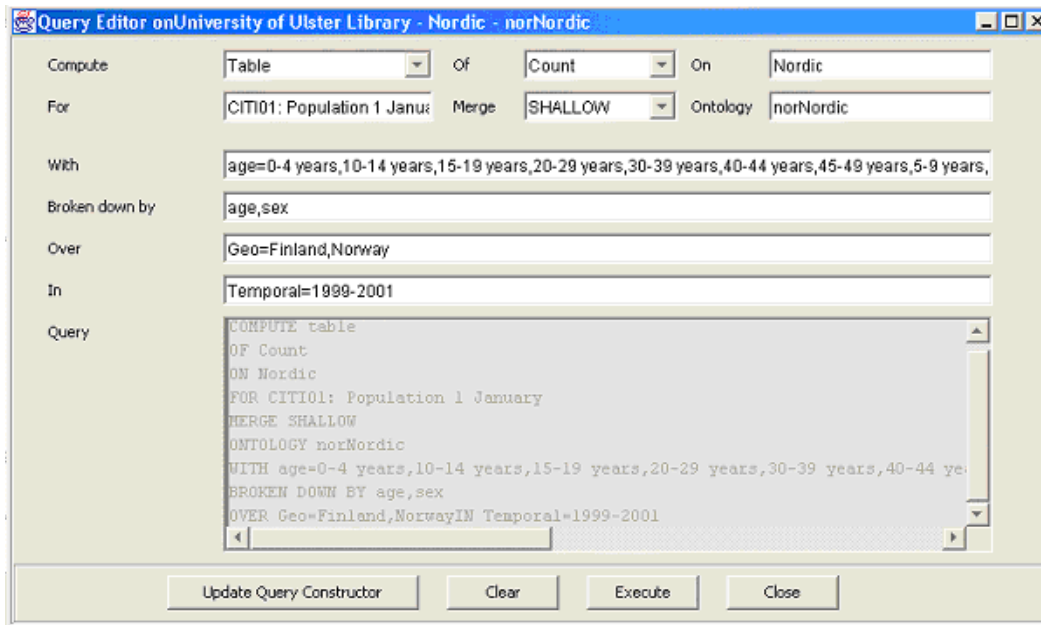 Query Editor onUniversity of Ulster Library - Nordic - norNordic
Compute Table Of Count On Nordic
For CITI01: Population 1 Janua Merge SHALLOW Ontology norNordic
With age=0-4 years,10-14 years,15-19 years,20-29 years,30-39 years,40-44 years,45-49 years,5-9 years,
Broken down by age,sex
Over Geo=Finland,Norway
In Temporal=1999-2001
Query
COMPUTE table
OF Count
ON Nordic
FOR CITI01: Population 1 January
MERGE SHALLOW
ONTOLOGY norNordic
WITH age=0-4 years,10-14 years,15-19 years,20-29 years,30-39 years,40-44 yea
BROKEN DOWN BY age,sex
OVER Geo=Finland,NorwayIN Temporal=1999-2001
Update Query Constructor Clear Execute Close